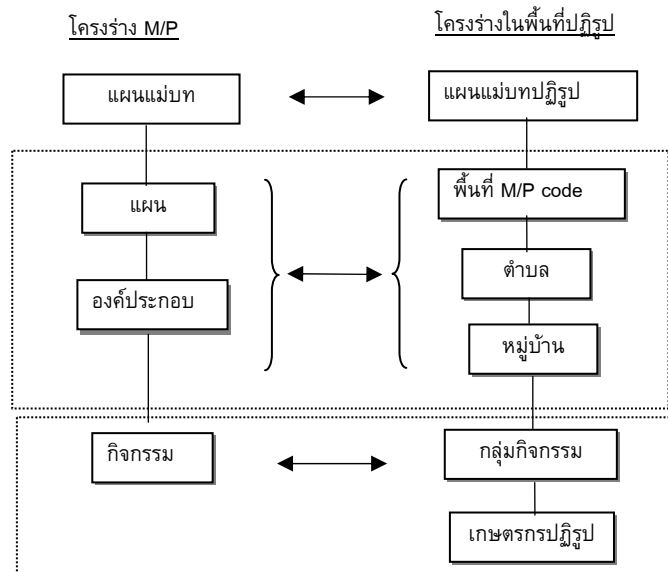 โครงร่าง M/P
โครงร่างในพื้นที่ปฏิรูป
แผนแม่บท
แผนแม่บทปฏิรูป
แผน
พื้นที่ M/P code
องค์ประกอบ
ตำบล
หมู่บ้าน
กิจกรรม
กลุ่มกิจกรรม
เกษตรกรปฏิรูป